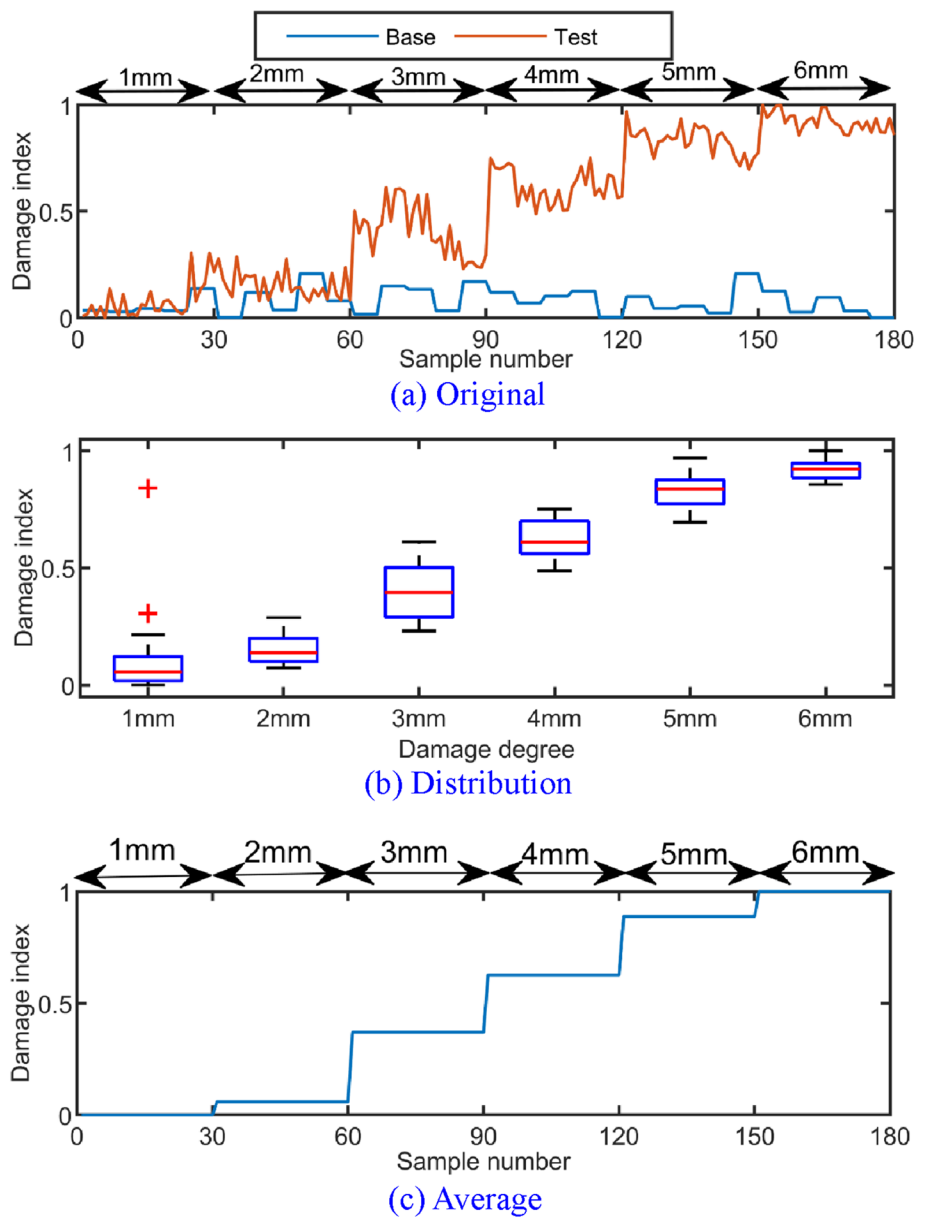 Base Test
1mm 2mm 3mm 4mm 5mm 6mm
Damage index
1
0.5
0
0 30 60 90 120 150 180
Sample number
(a) Original
Damage index
1
0.5
0
1mm 2mm 3mm 4mm 5mm 6mm
Damage degree
(b) Distribution
1mm 2mm 3mm 4mm 5mm 6mm
Damage index
1
0.5
0
0 30 60 90 120 150 180
Sample number
(c) Average